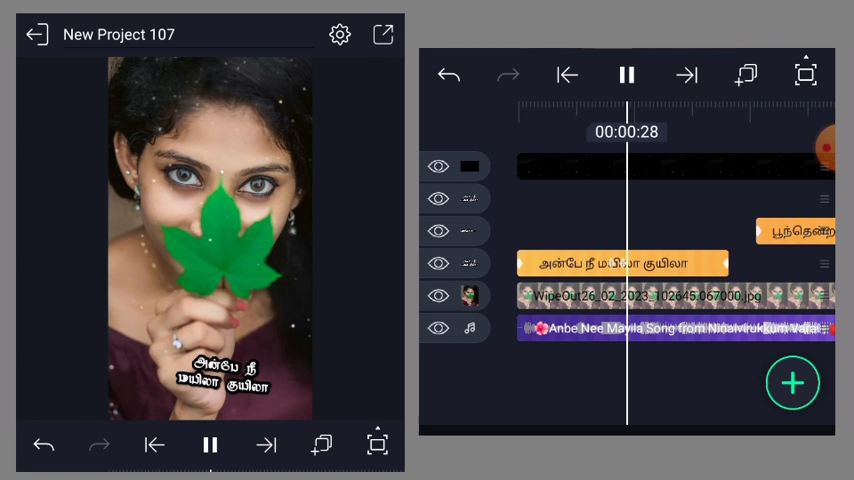 New Project 107
அன்பே நீ
மயிலா குயிலா
00:00:28
பூந்தென்ற
அன்பே நீ மயிலா குயிலா
WipeOut26_02_2023_102645.067000.jpg
Anbe Nee Mayila Song from Ninaivirukkum Varai